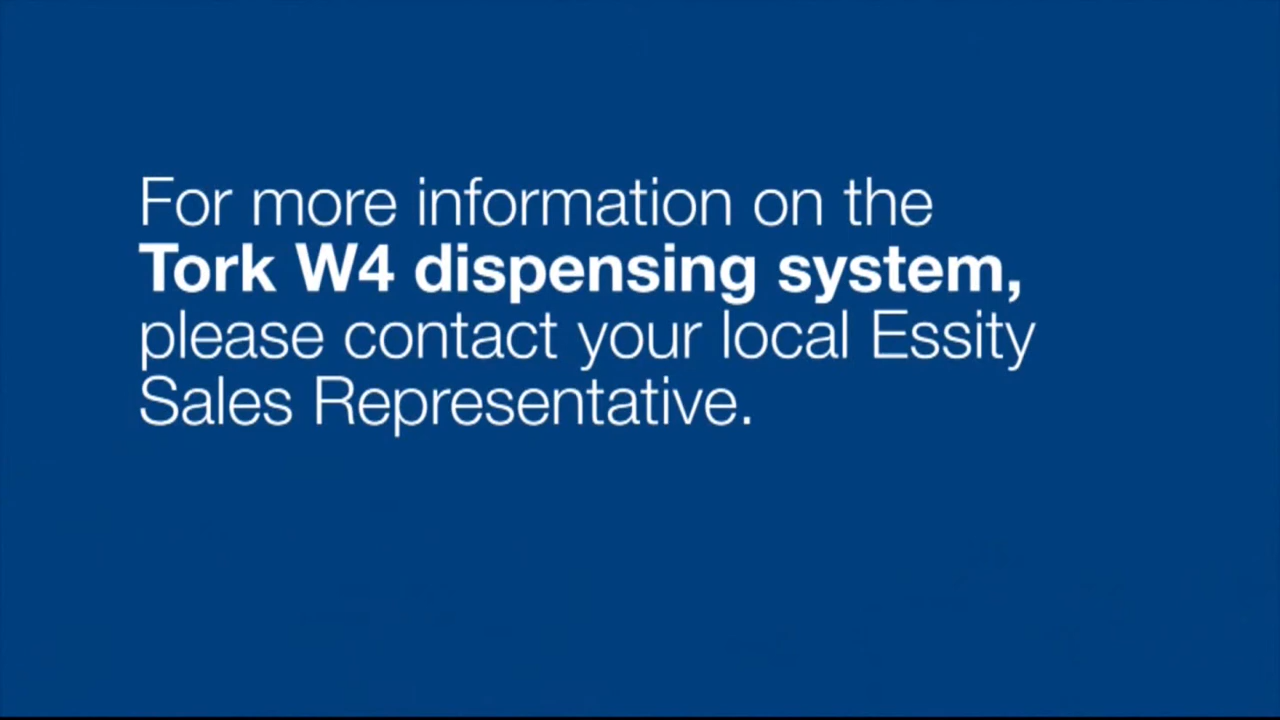 For more information on the
Tork W4 dispensing system,
please contact your local Essity
Sales Representative.